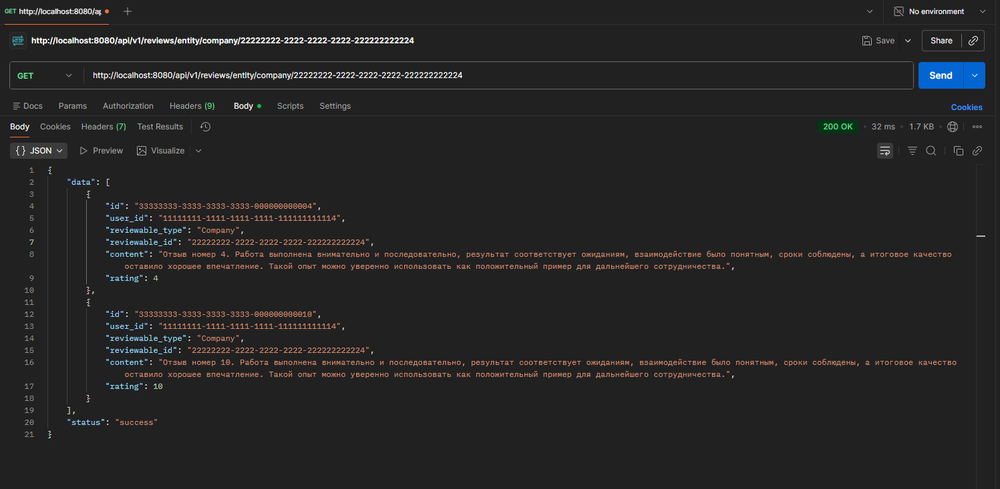 GET http://localhost:8080/ap
No environment
HTTP http://localhost:8080/api/v1/reviews/entity/company/22222222-2222-2222-2222-222222222224
Save
Share
GET http://localhost:8080/api/v1/reviews/entity/company/22222222-2222-2222-2222-222222222224
Send
Docs Params Authorization Headers (9) Body Scripts Settings
Cookies
Body Cookies Headers (7) Test Results
200 OK • 32 ms • 1.7 KB
{} JSON Preview Visualize
1 {
2 "data": [
3 {
4 "id": "33333333-3333-3333-3333-000000000004",
5 "user_id": "11111111-1111-1111-1111-111111111114",
6 "reviewable_type": "Company",
7 "reviewable_id": "22222222-2222-2222-2222-222222222224",
8 "content": "Отзыв номер 4. Работа выполнена внимательно и последовательно, результат соответствует ожиданиям, взаимодействие было понятным, сроки соблюдены, а итоговое качество
оставило хорошее впечатление. Такой опыт можно уверенно использовать как положительный пример для дальнейшего сотрудничества.",
9 "rating": 4
10 },
11 {
12 "id": "33333333-3333-3333-3333-000000000010",
13 "user_id": "11111111-1111-1111-1111-111111111114",
14 "reviewable_type": "Company",
15 "reviewable_id": "22222222-2222-2222-2222-222222222224",
16 "content": "Отзыв номер 10. Работа выполнена внимательно и последовательно, результат соответствует ожиданиям, взаимодействие было понятным, сроки соблюдены, а итоговое качество
оставило хорошее впечатление. Такой опыт можно уверенно использовать как положительный пример для дальнейшего сотрудничества.",
17 "rating": 10
18 }
19 ],
20 "status": "success"
21 }